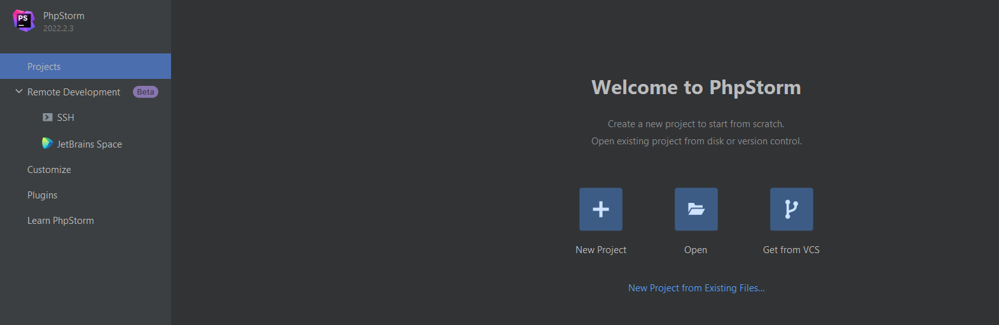 PS
PhpStorm
2022.2.3
Projects
Remote Development Beta
SSH
JetBrains Space
Customize
Plugins
Learn PhpStorm
Welcome to PhpStorm
Create a new project to start from scratch.
Open existing project from disk or version control.
New Project Open Get from VCS
New Project from Existing Files...